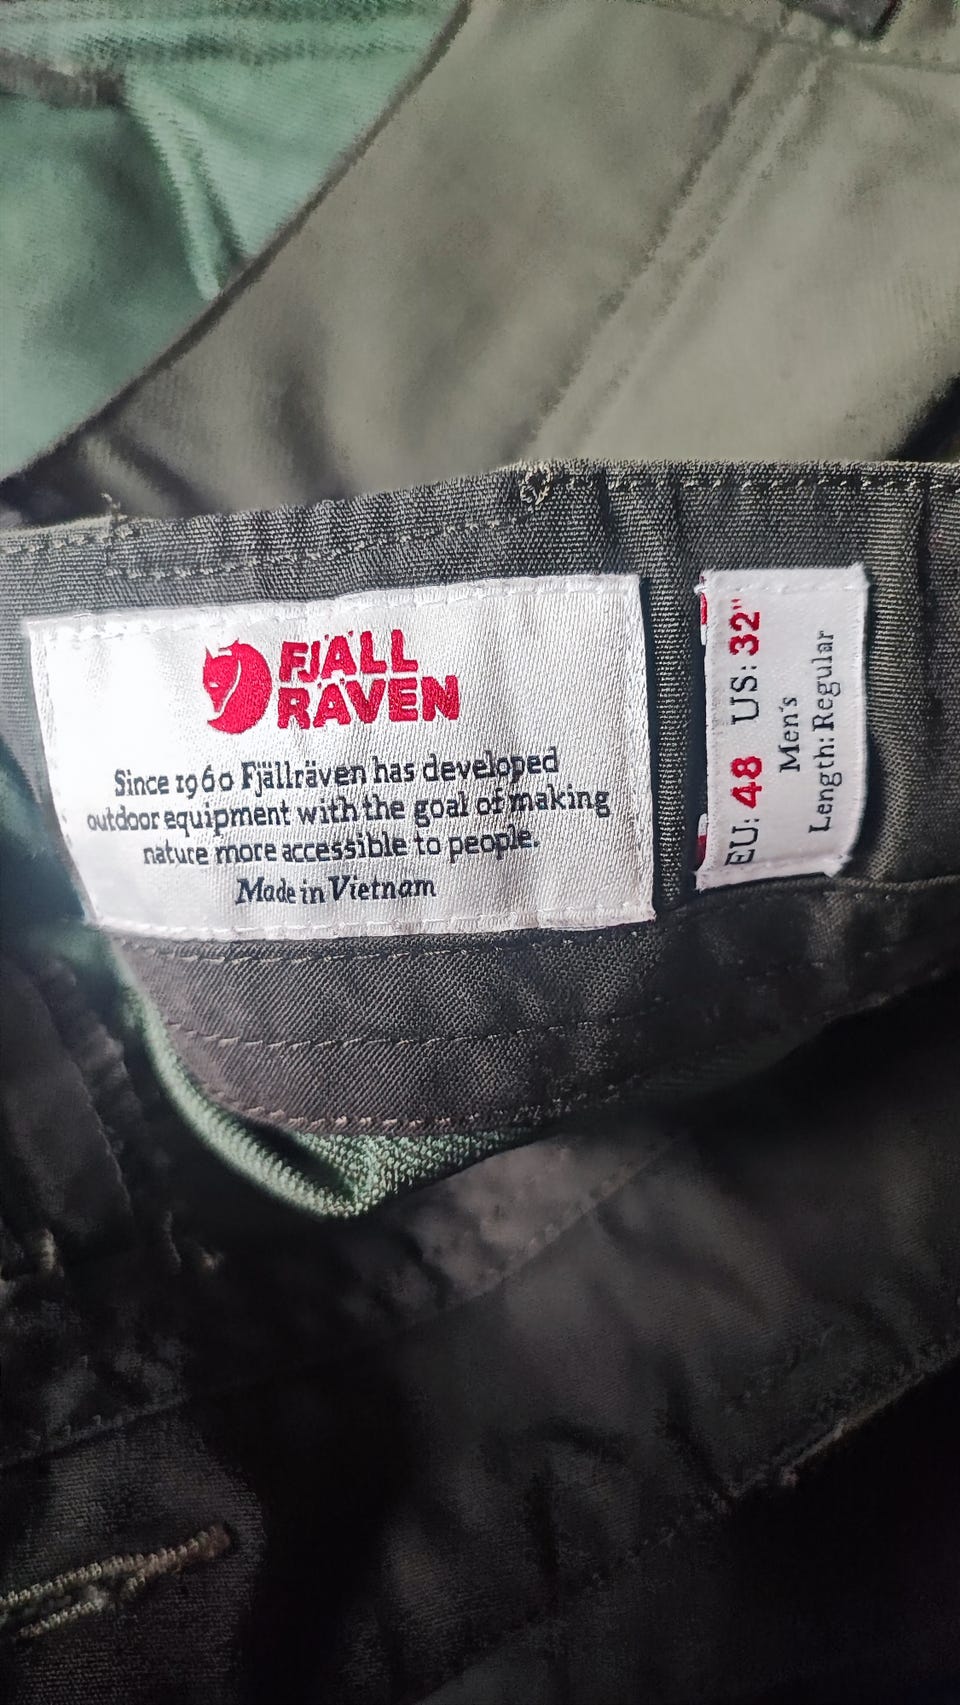 FJÄLL
RÄVEN
Since 1960 Fjällräven has developed
outdoor equipment with the goal of making
nature more accessible to people.
Made in Vietnam
EU: 48 US: 32"
Men's
Length: Regular